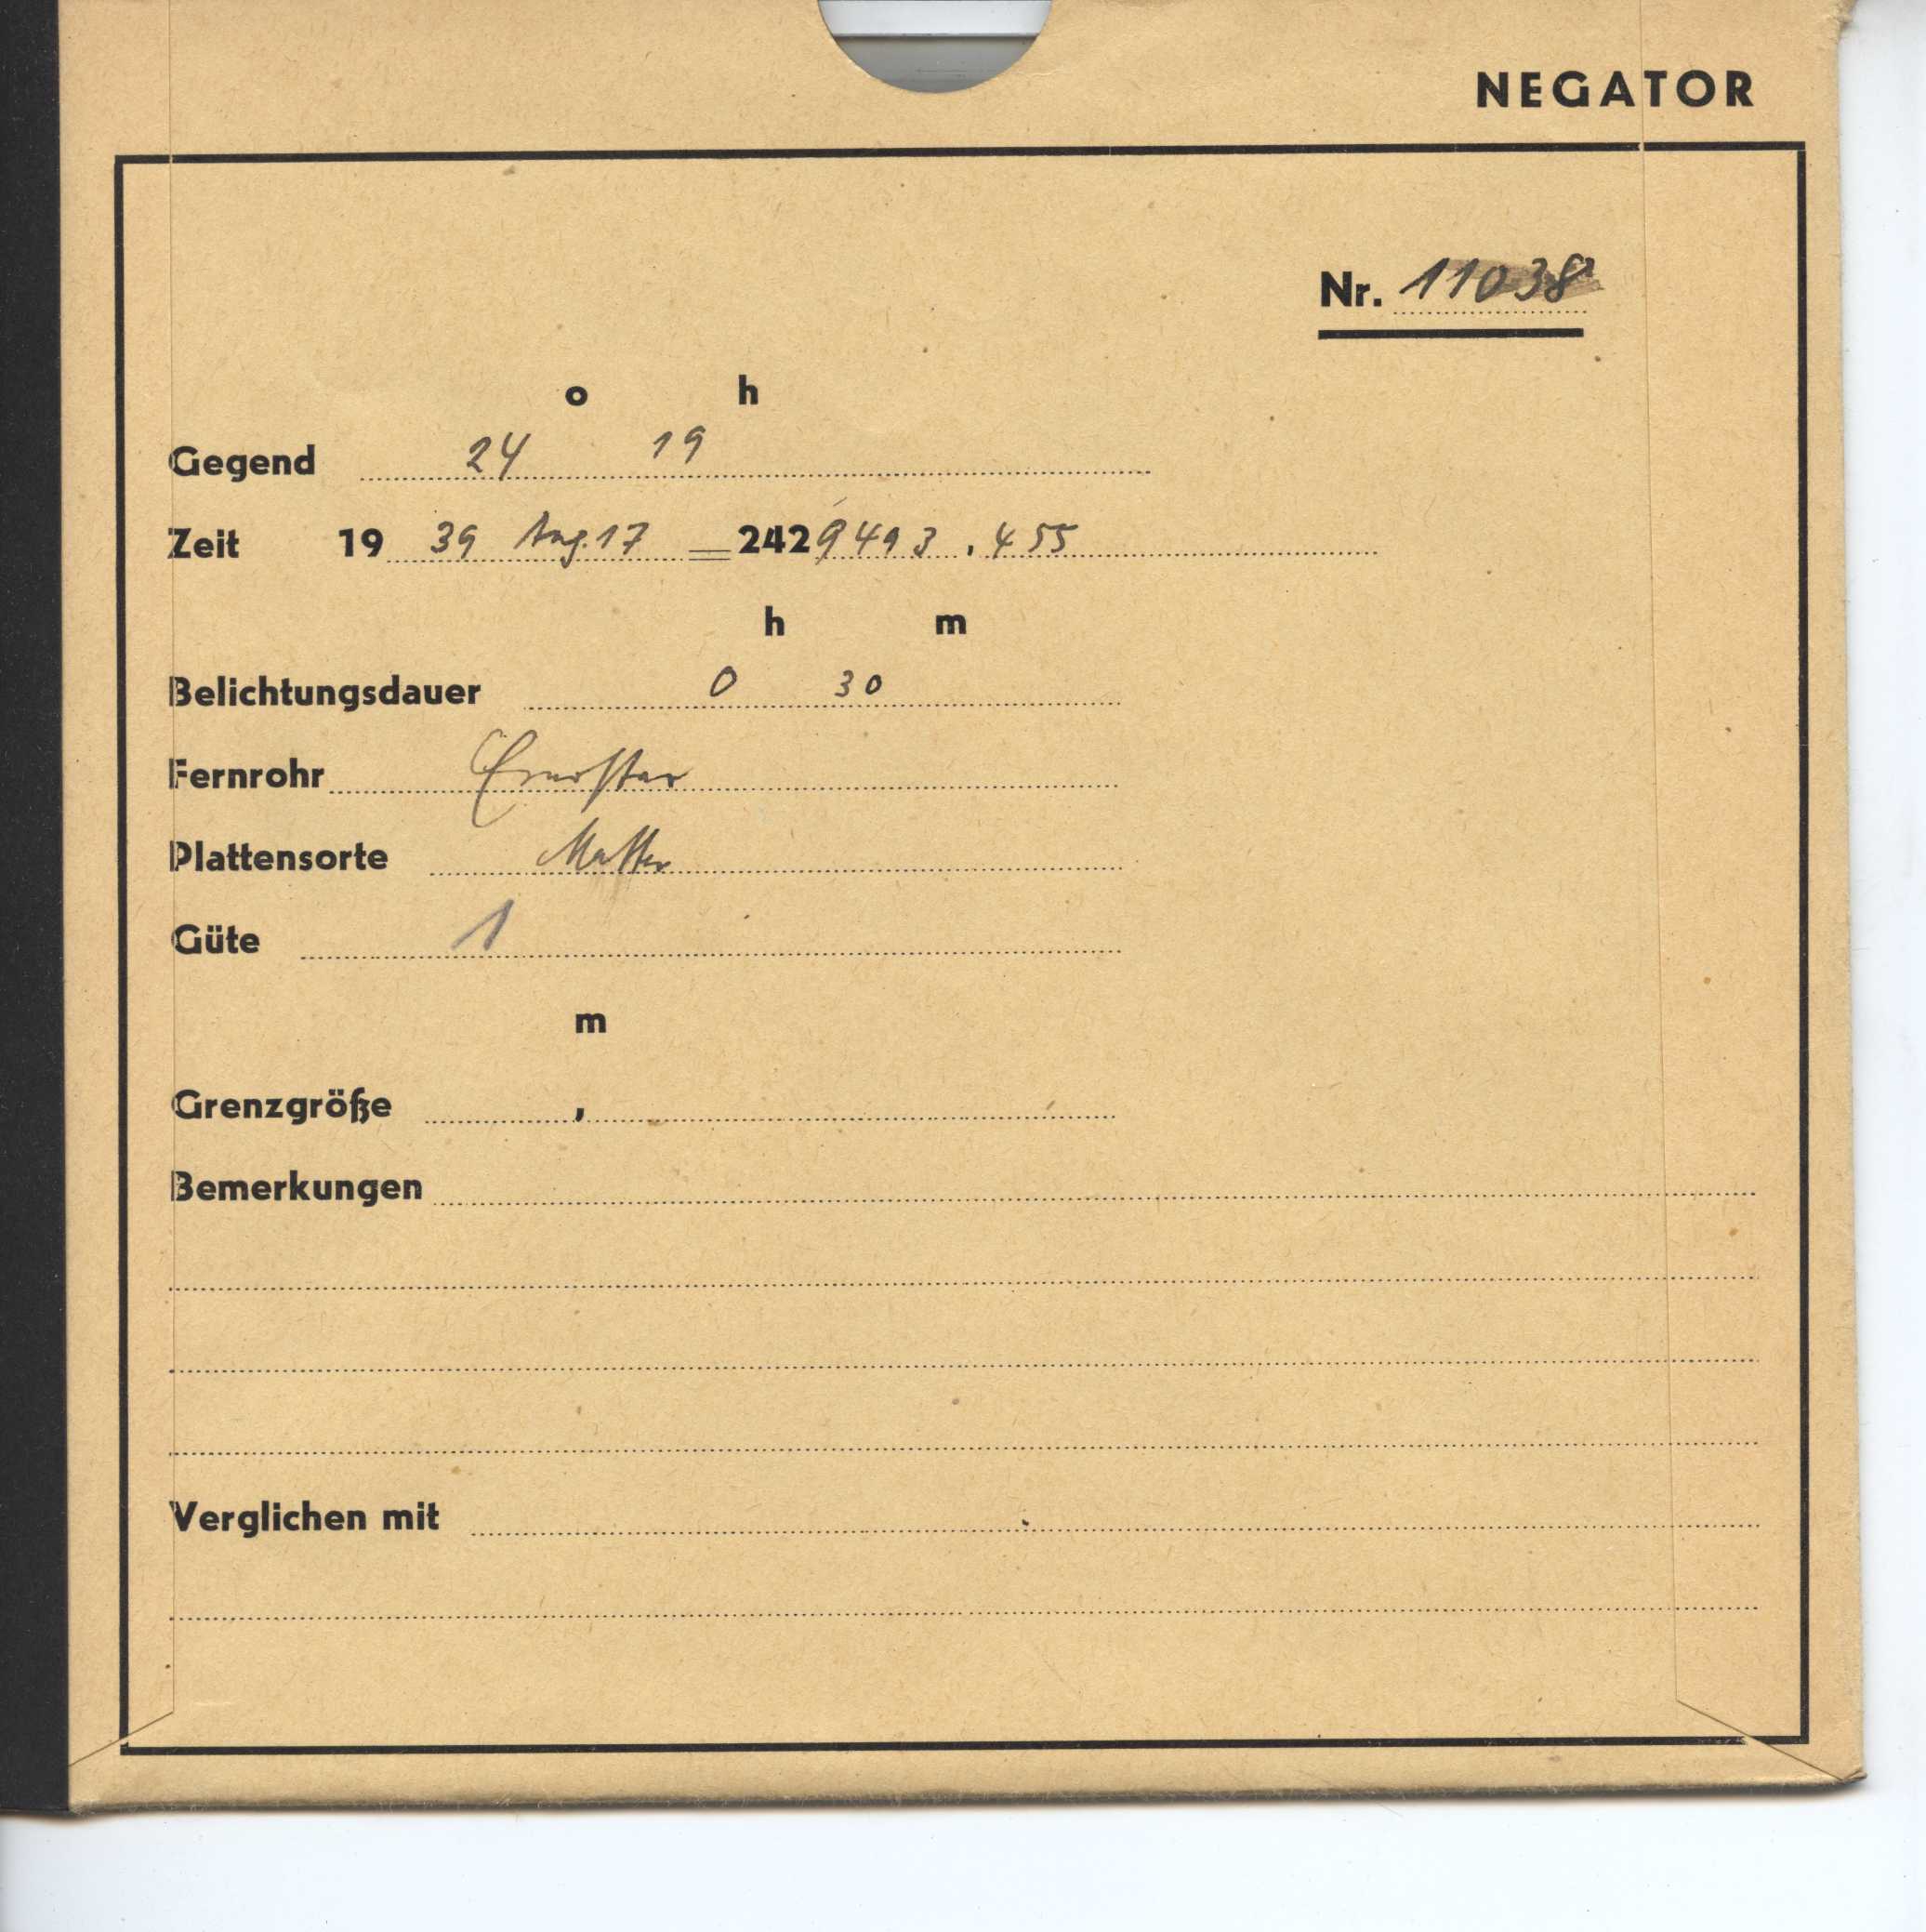 NEGATOR
Nr. 11038
o h
Gegend 24 19
Zeit 19 39 Aug. 17 = 2429493,455
h m
Belichtungsdauer 0 30
Fernrohr Ernostar
Plattensorte
Güte 1
m
Grenzgröße ,
Bemerkungen
Verglichen mit